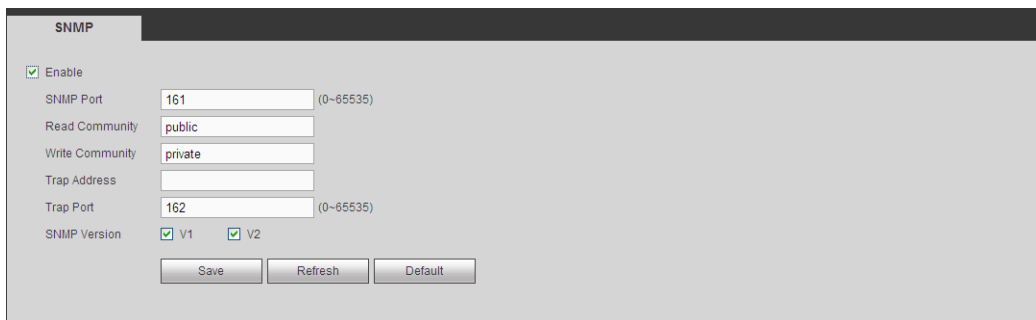 SNMP
Enable
SNMP Port 161 (0~65535)
Read Community public
Write Community private
Trap Address
Trap Port 162 (0~65535)
SNMP Version V1 V2
Save Refresh Default